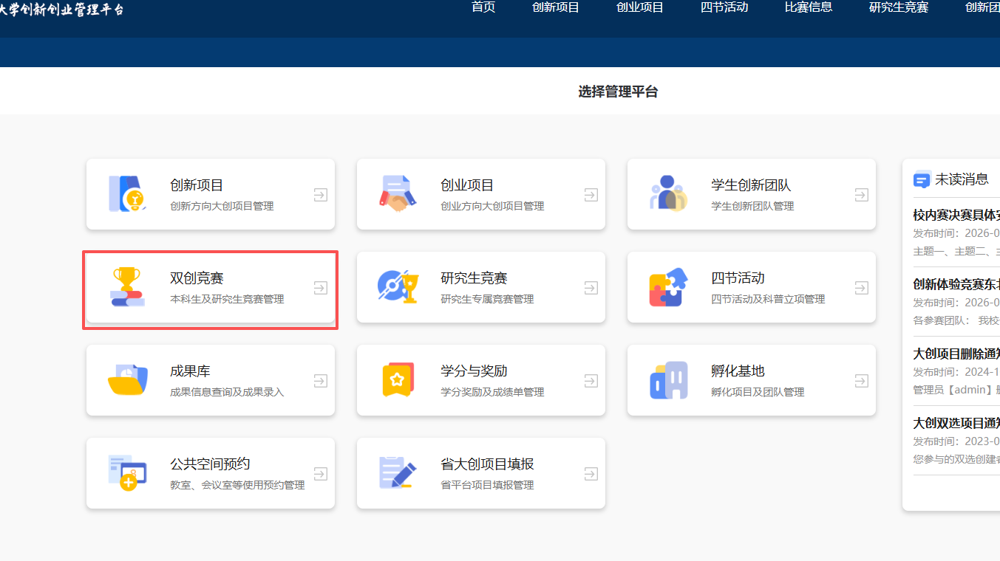 大学创新创业管理平台
首页 创新项目 创业项目 四节活动 比赛信息 研究生竞赛 创新团
选择管理平台
创新项目
创新方向大创项目管理
创业项目
创业方向大创项目管理
学生创新团队
学生创新团队管理
双创竞赛
本科生及研究生竞赛管理
研究生竞赛
研究生专属竞赛管理
四节活动
四节活动及科普立项管理
成果库
成果信息查询及成果录入
学分与奖励
学分奖励及成绩单管理
孵化基地
孵化项目及团队管理
公共空间预约
教室、会议室等使用预约管理
省大创项目填报
省平台项目填报管理
未读消息
校内赛决赛具体安
发布时间：2026-0
主题一、主题二、主
创新体验竞赛东北
发布时间：2026-0
各参赛团队： 我校
大创项目删除通知
发布时间：2024-1
管理员【admin】删
大创双选项目通知
发布时间：2023-0
您参与的双选创建者